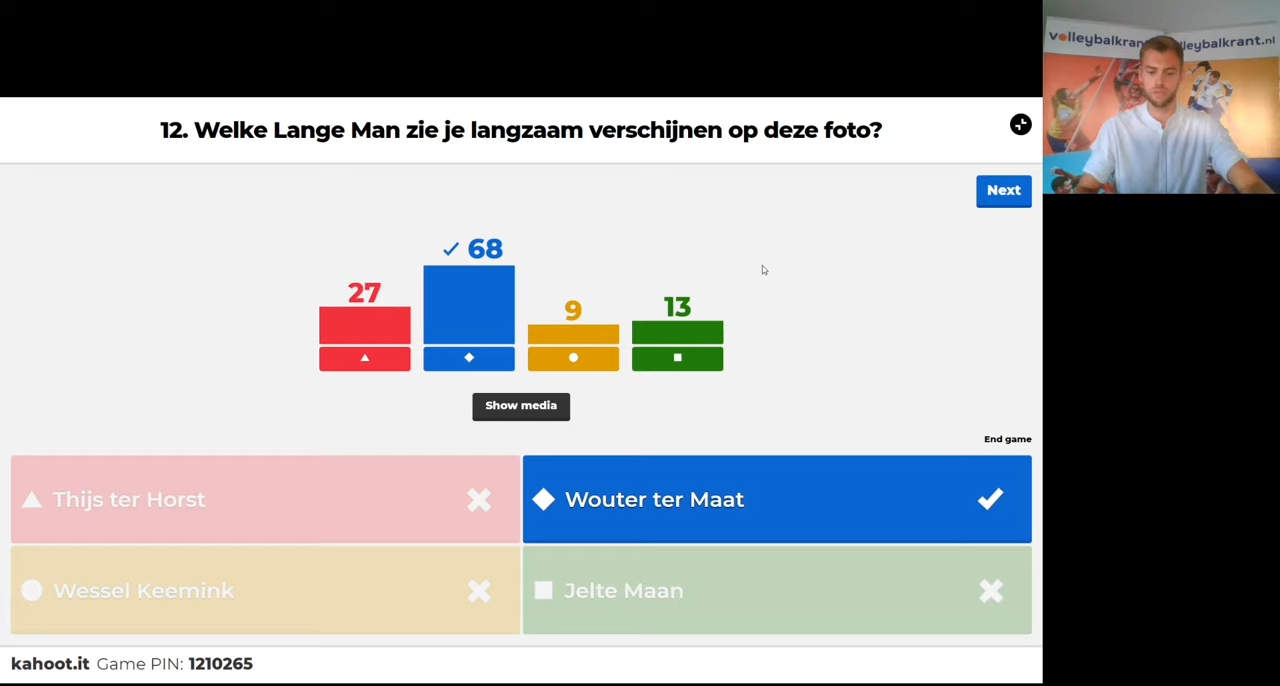 12. Welke Lange Man zie je langzaam verschijnen op deze foto?
volleybalkrant.nl
Next
27
68
9
13
Show media
End game
Thijs ter Horst
Wouter ter Maat
Wessel Keemink
Jelte Maan
kahoot.it Game PIN: 1210265